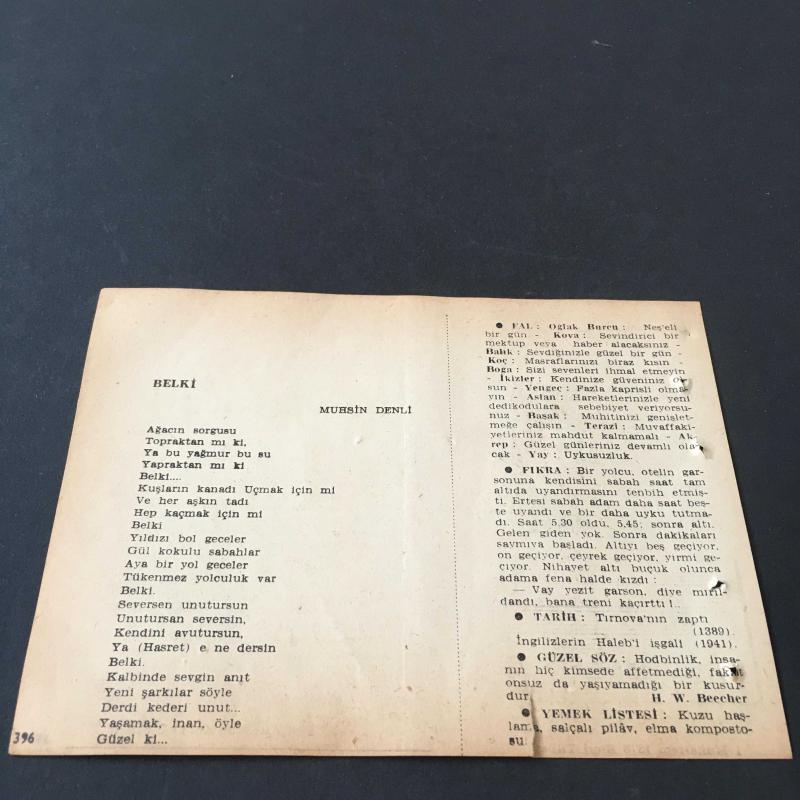 BELKİ
MUHSİN DENLİ
Ağacın sorgusu
Topraktan mı ki,
Ya bu yağmur bu su
Yapraktan mı ki
Belki....
Kuşların kanadı Uçmak için mi
Ve her aşkın tadı
Hep kaçmak için mi
Belki
Yıldızı bol geceler
Gül kokulu sabahlar
Aya bir yol geceler
Tükenmez yolculuk var
Belki.
Seversen unutursun
Unutursan seversin,
Kendini avutursun,
Ya (Hasret) e ne dersin
Belki.
Kalbinde sevgin anıt
Yeni şarkılar söyle
Derdi kederi unut...
Yaşamak, inan, öyle
Güzel ki...
396
● FAL : Oğlak Burcu : Neş'eli
bir gün - Kova : Sevindirici bir
mektup veya haber alacaksınız -
Balık : Sevdiğinizle güzel bir gün -
Koç : Masraflarınızı biraz kısın -
Boğa : Sizi sevenleri ihmal etmeyin
- İkizler : Kendinize güveniniz ol-
sun - Yengeç : Fazla kaprisli olma-
yın - Aslan : Hareketlerinizle yeni
dedikodulara sebebiyet veriyorsu-
nuz - Başak : Muhitinizi genişlet-
meğe çalışın - Terazi : Muvaffaki-
yetleriniz mahdut kalmamalı - Ak-
rep : Güzel günleriniz devamlı ola-
cak - Yay : Uykusuzluk.
● FIKRA : Bir yolcu, otelin gar-
sonuna kendisini sabah saat tam
altıda uyandırmasını tenbih etmiş-
ti. Ertesi sabah adam daha saat beş-
te uyandı ve bir daha uyku tutma-
dı. Saat 5.30 oldu, 5.45; sonra altı.
Gelen giden yok. Sonra dakikaları
saymıya başladı. Altıyı beş geçiyor,
on geçiyor, çeyrek geçiyor, yirmi ge-
çiyor. Nihayet altı buçuk olunca
adama fena halde kızdı :
— Vay yezit garson, diye mırıl-
dandı, bana treni kaçırttı !..
● TARİH : Tırnova'nın zaptı
(1389).
İngilizlerin Haleb'i işgali (1941).
● GÜZEL SÖZ : Hodbinlik, insa-
nın hiç kimsede affetmediği, fakat
onsuz da yaşıyamadığı bir kusur-
dur. H. W. Beecher
● YEMEK LİSTESİ : Kuzu haş-
lama, salçalı pilâv, elma komposto-
su.